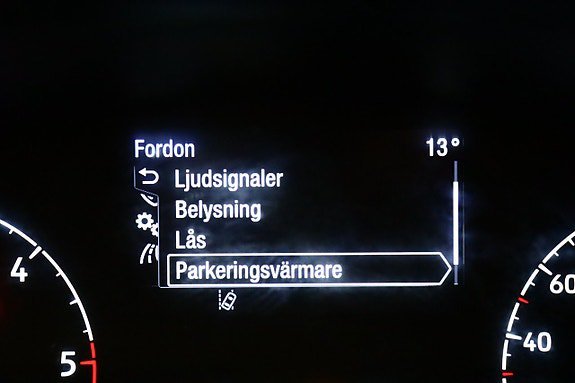 Fordon 13°
Ljudsignaler
Belysning
Lås
Parkeringsvärmare
4
5
60
40